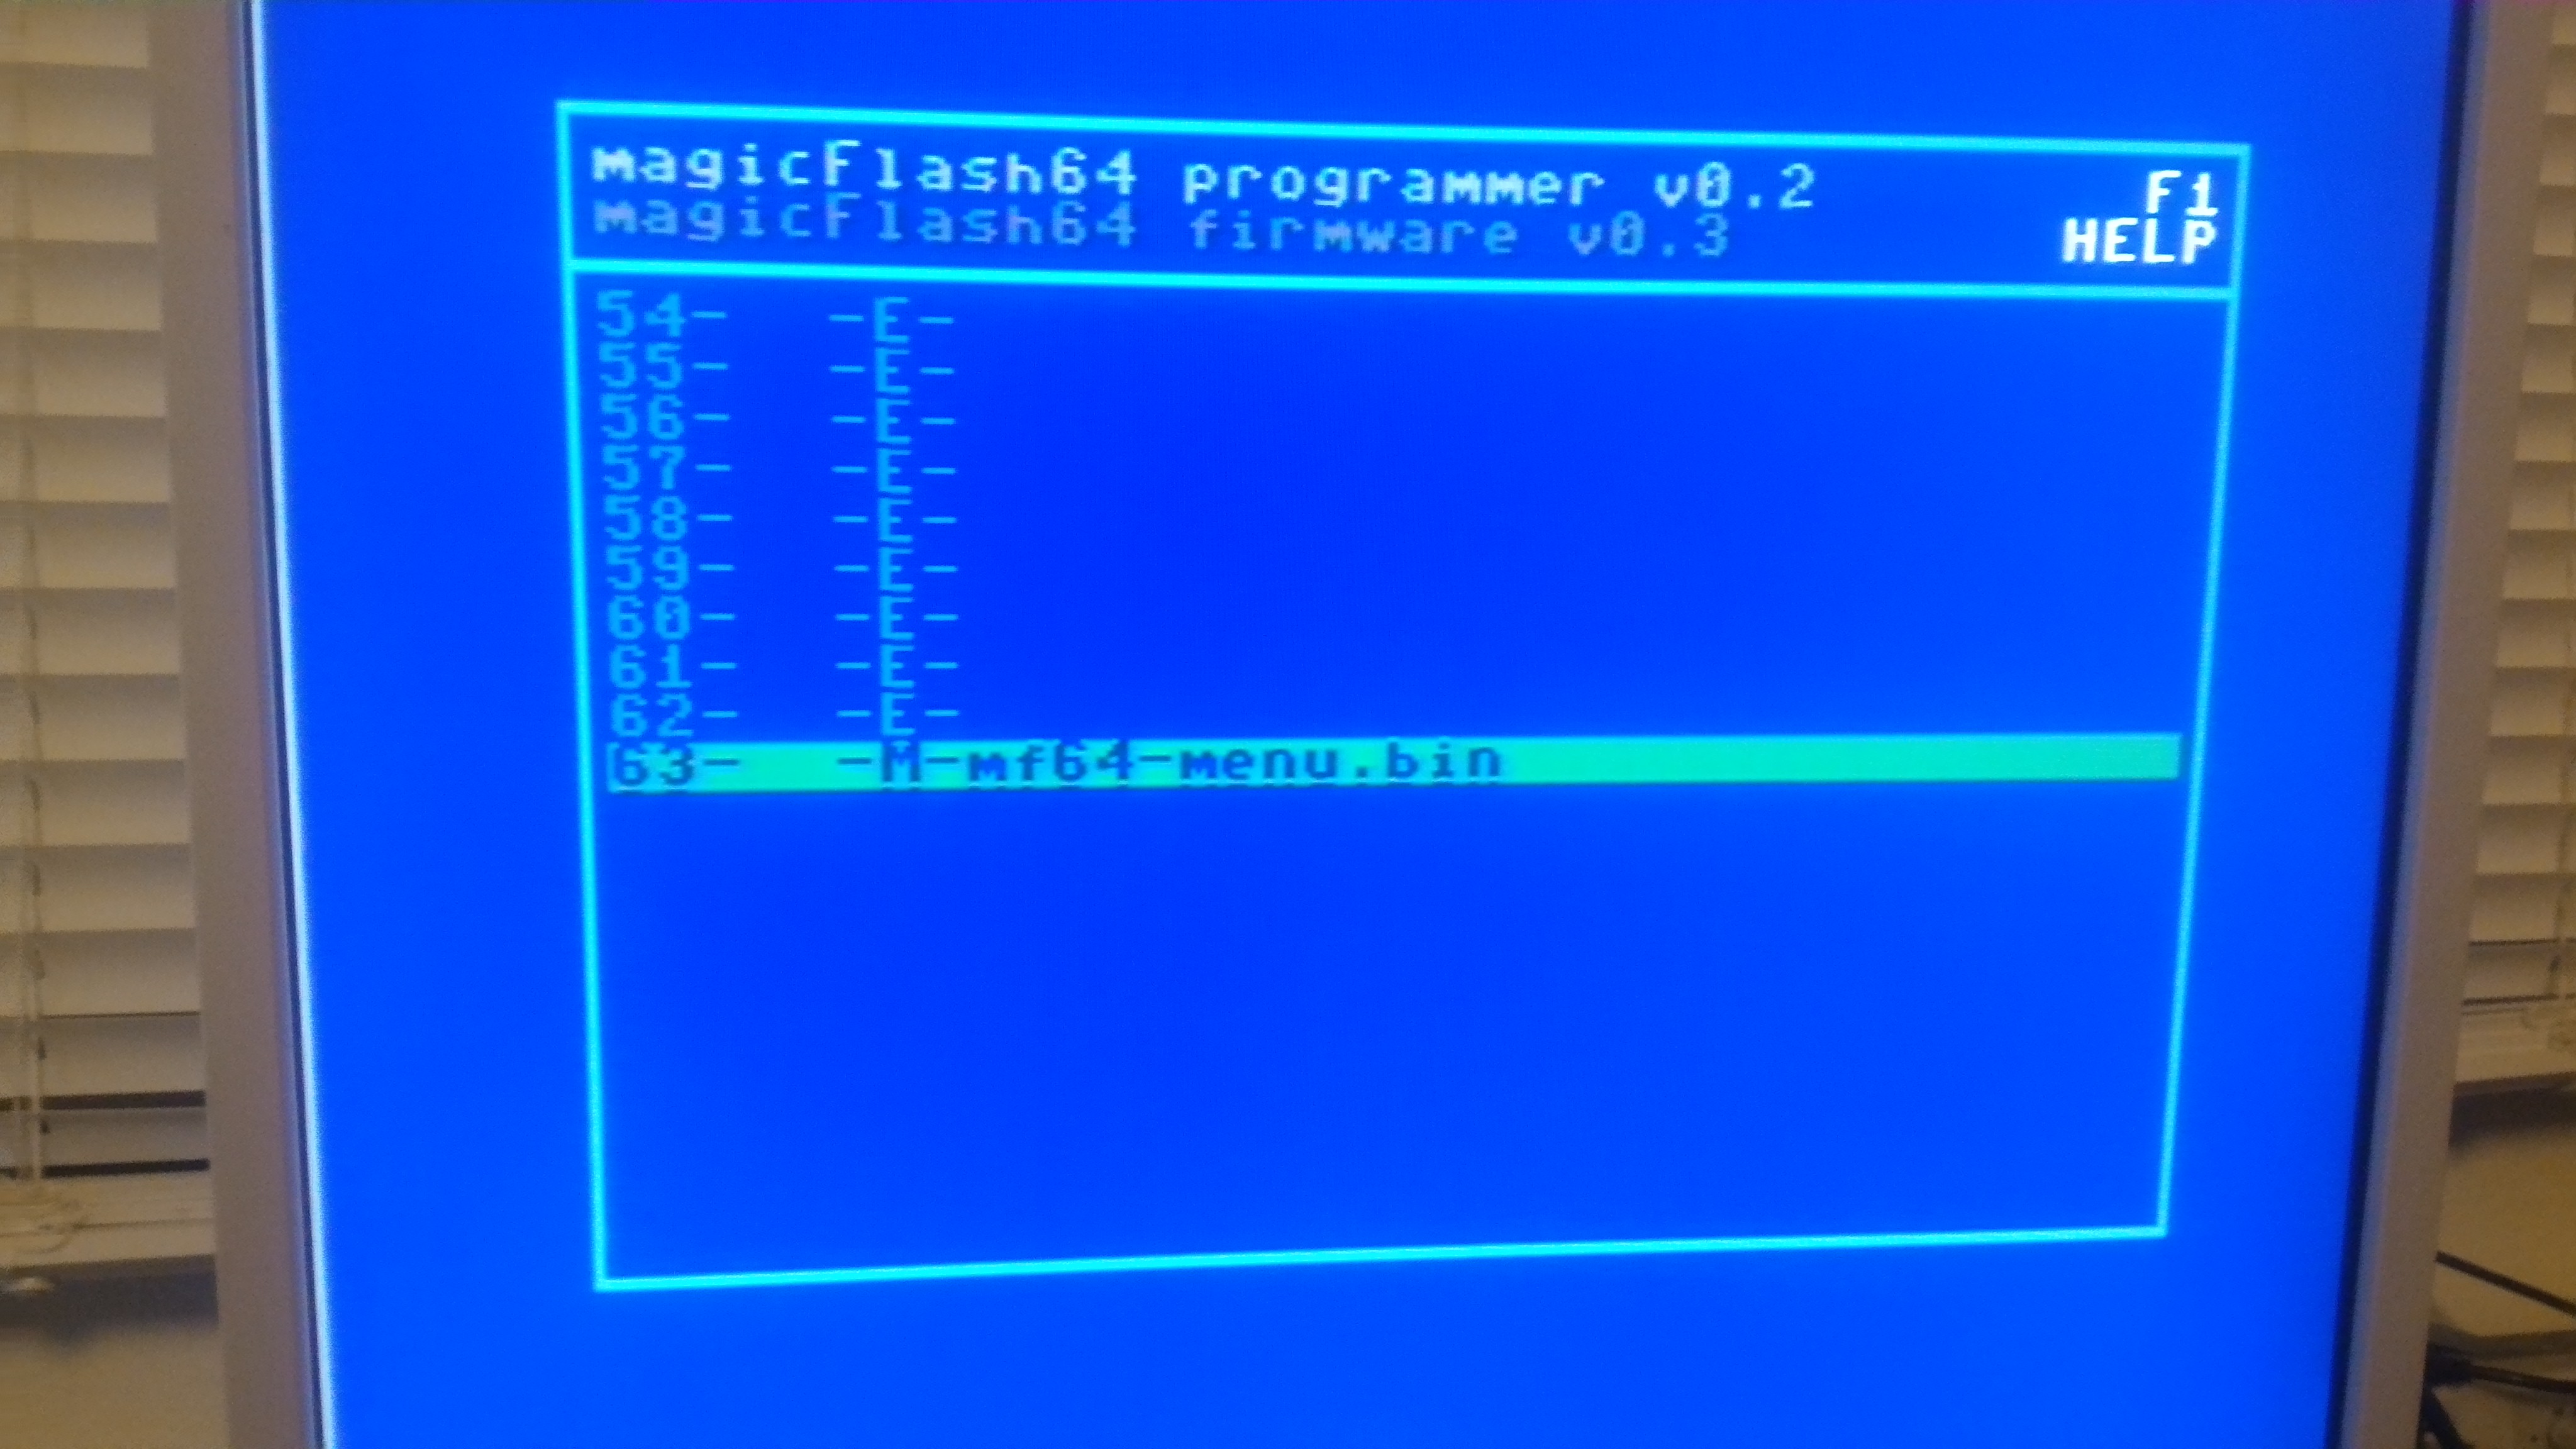 magicFlash64 programmer v0.2 F1
magicFlash64 firmware v0.3 HELP
54- -E-
55- -E-
56- -E-
57- -E-
58- -E-
59- -E-
60- -E-
61- -E-
62- -E-
63- -M-mf64-menu.bin